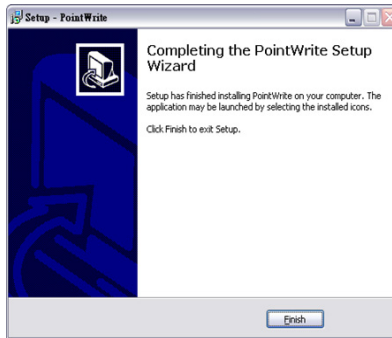 Setup - PointWrite
Completing the PointWrite Setup
Wizard
Setup has finished installing PointWrite on your computer. The
application may be launched by selecting the installed icons.
Click Finish to exit Setup.
Finish